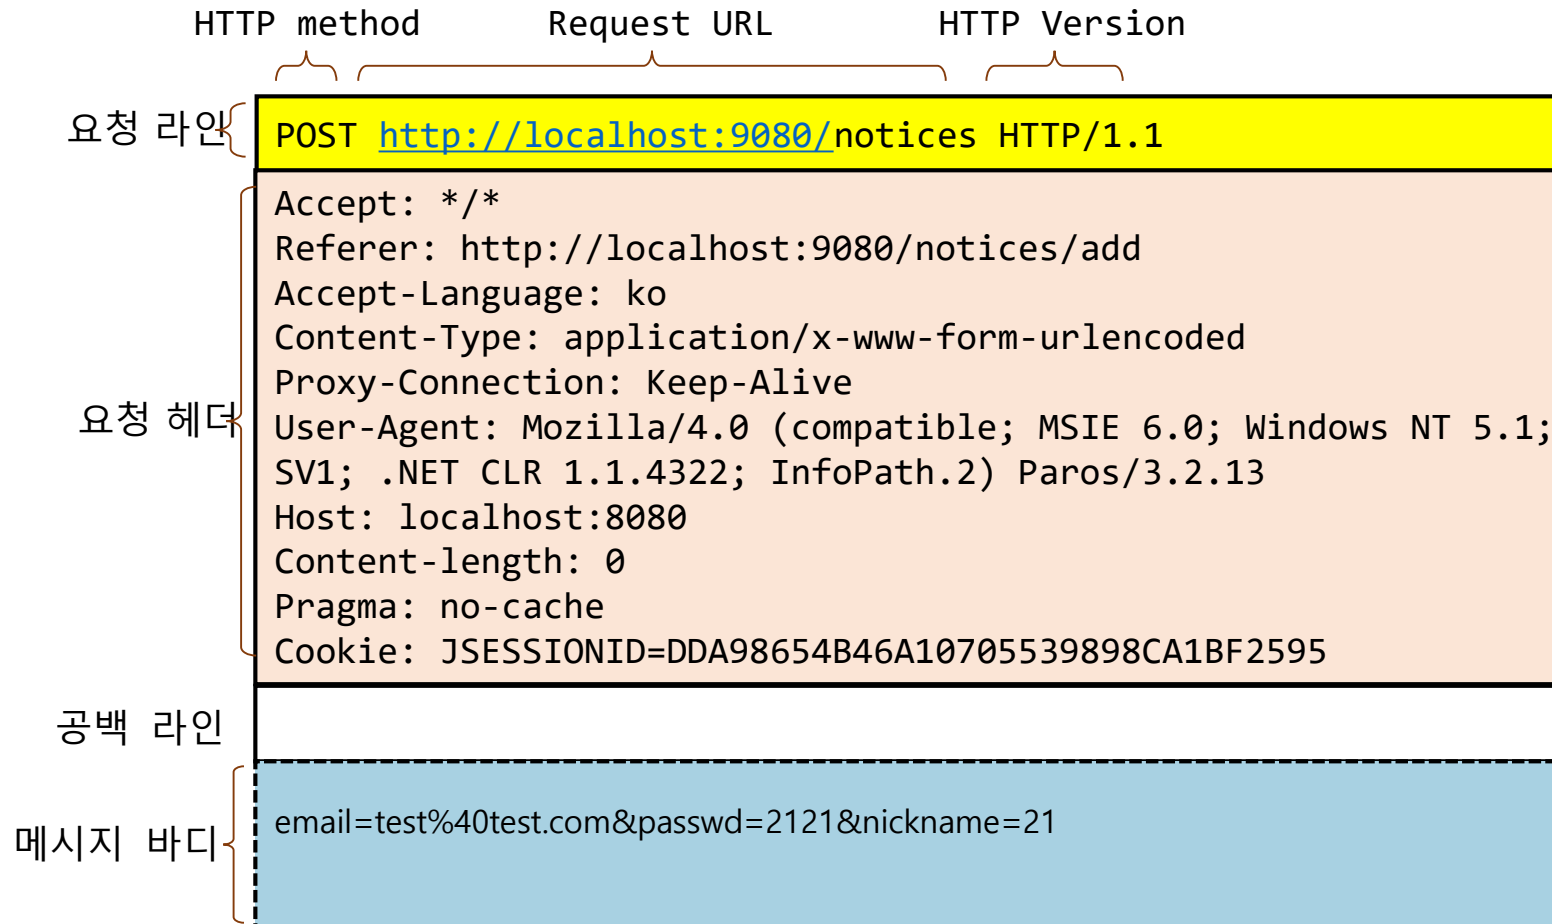 HTTP method Request URL HTTP Version
요청 라인
POST http://localhost:9080/notices HTTP/1.1
요청 헤더
Accept: */*
Referer: http://localhost:9080/notices/add
Accept-Language: ko
Content-Type: application/x-www-form-urlencoded
Proxy-Connection: Keep-Alive
User-Agent: Mozilla/4.0 (compatible; MSIE 6.0; Windows NT 5.1;
SV1; .NET CLR 1.1.4322; InfoPath.2) Paros/3.2.13
Host: localhost:8080
Content-length: 0
Pragma: no-cache
Cookie: JSESSIONID=DDA98654B46A10705539898CA1BF2595
공백 라인
메시지 바디
email=test%40test.com&passwd=2121&nickname=21